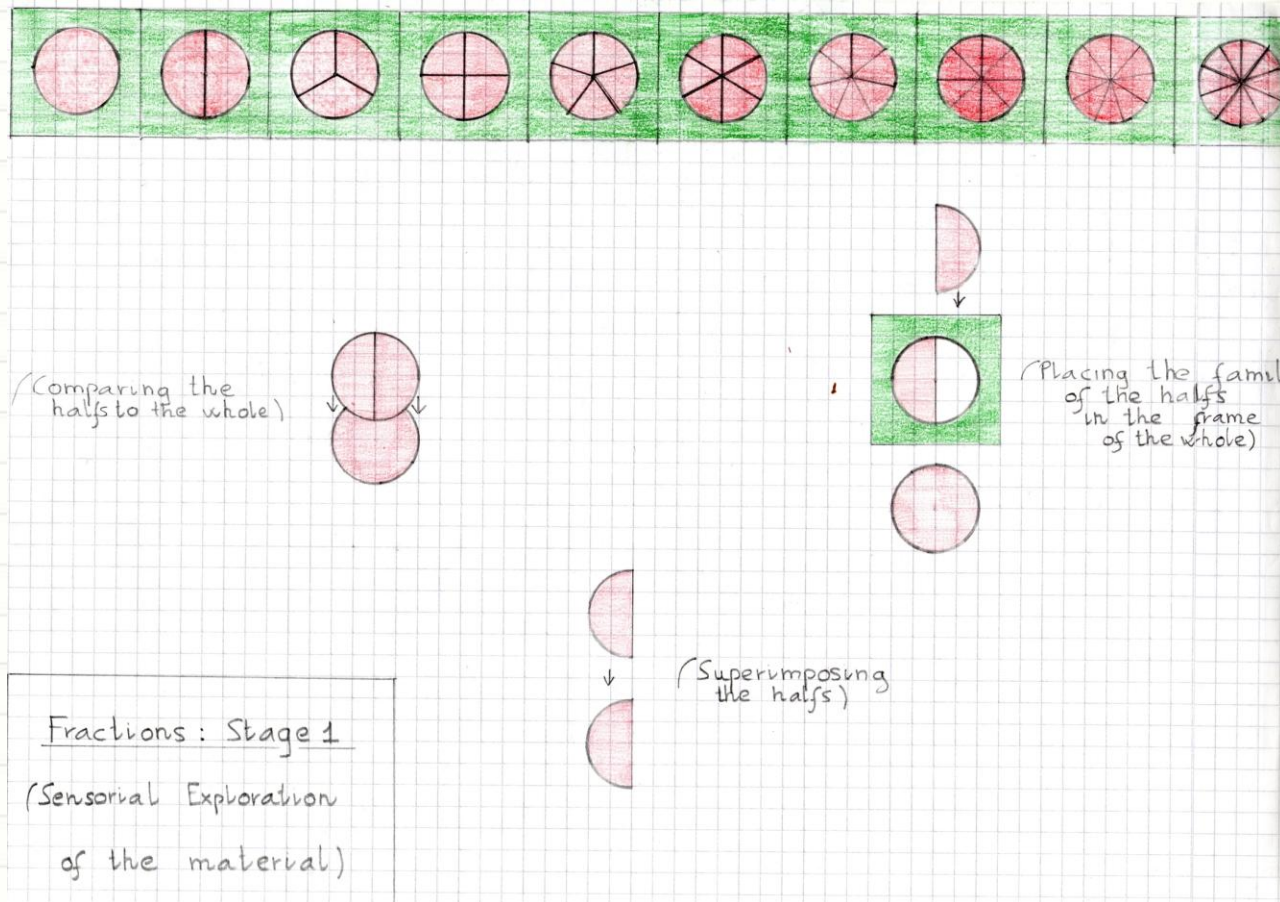 (Comparing the
halfs to the whole)
(Placing the famil
of the halfs
in the frame
of the whole)
(Superimposing
the halfs)
Fractions : Stage 1
(Sensorial Exploration
of the material)